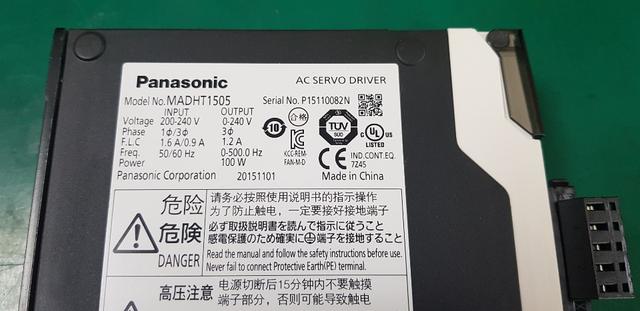 Panasonic AC SERVO DRIVER
Model No. MADHT1505 Serial No. P15110082N
INPUT OUTPUT
Voltage 200-240 V 0-240 V
Phase 1ϕ/3ϕ 3ϕ
F.L.C 1.6 A/0.9 A 1.2 A
Freq. 50/60 Hz 0-500.0 Hz
Power 100 W
10
合格
KCC-REM-
FAN-M-D
TÜV
SUD
C UL US
LISTED
IND.CONT.EQ.
7Z45
CE
Panasonic Corporation 20151101 Made in China
危险
请务必按照使用说明书的指示操作
为了防止触电，一定要接好接地端子
危険
必ず取扱説明書を読んで指示に従うこと
感電保護のため確実に⏚端子を接地すること
DANGER
Read the manual and follow the safety instructions before use.
Never fail to connect Protective Earth(PE) terminal.
高压注意
电源切断后15分钟内不要触摸
端子部分，否则可能导致触电